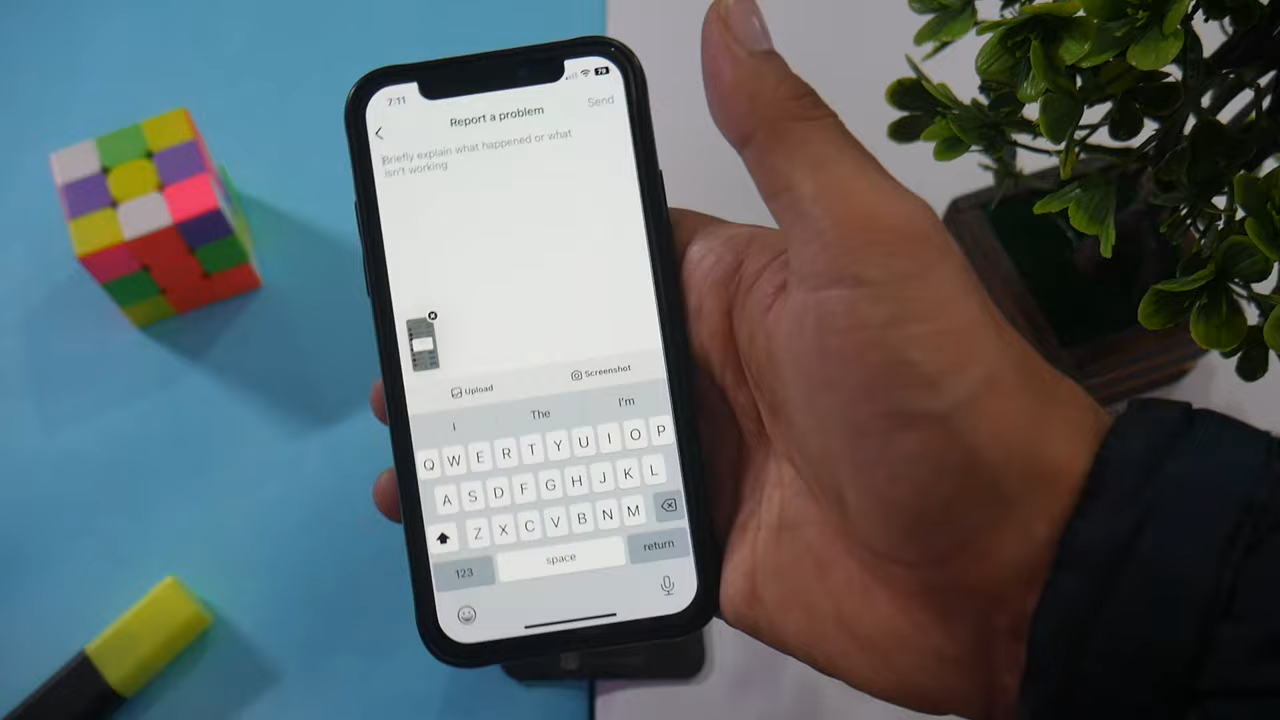 7:11
78
Report a problem
Send
Briefly explain what happened or what
isn't working
Upload
Screenshot
I
The
I'm
Q W E R T Y U I O P
A S D F G H J K L
Z X C V B N M
123
space
return